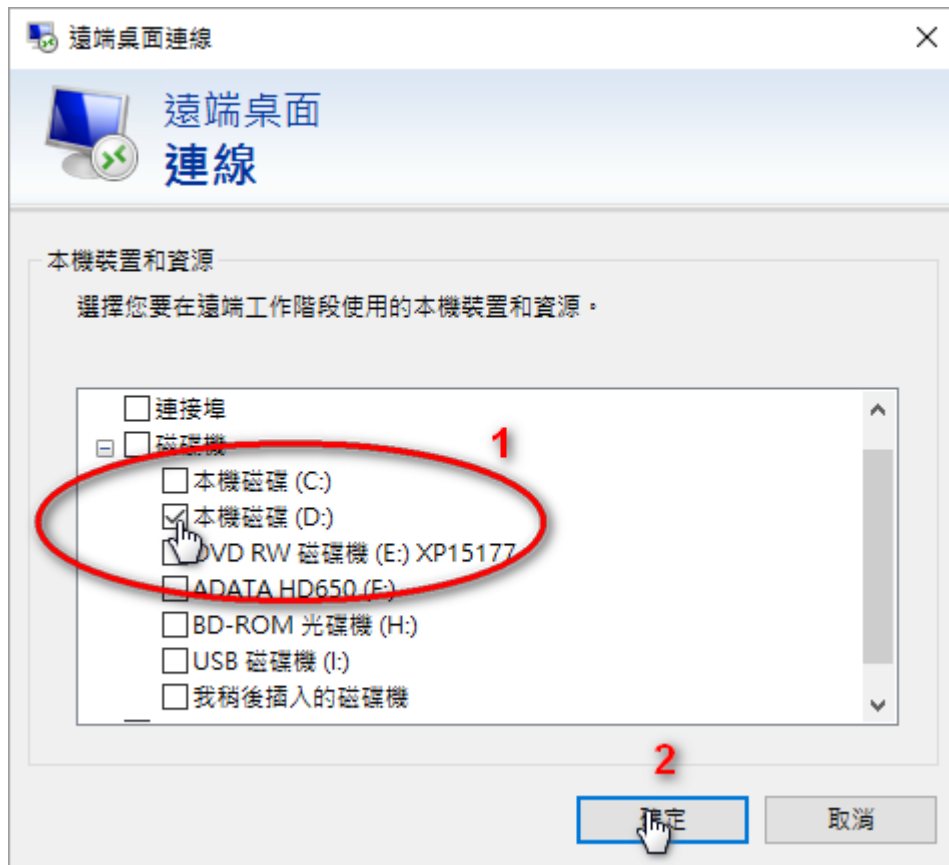 遠端桌面連線
遠端桌面
連線
本機裝置和資源
選擇您要在遠端工作階段使用的本機裝置和資源。
連接埠
磁碟機
1
本機磁碟 (C:)
本機磁碟 (D:)
DVD RW 磁碟機 (E:) XP15177
ADATA HD650 (F:)
BD-ROM 光碟機 (H:)
USB 磁碟機 (I:)
我稍後插入的磁碟機
2
確定
取消